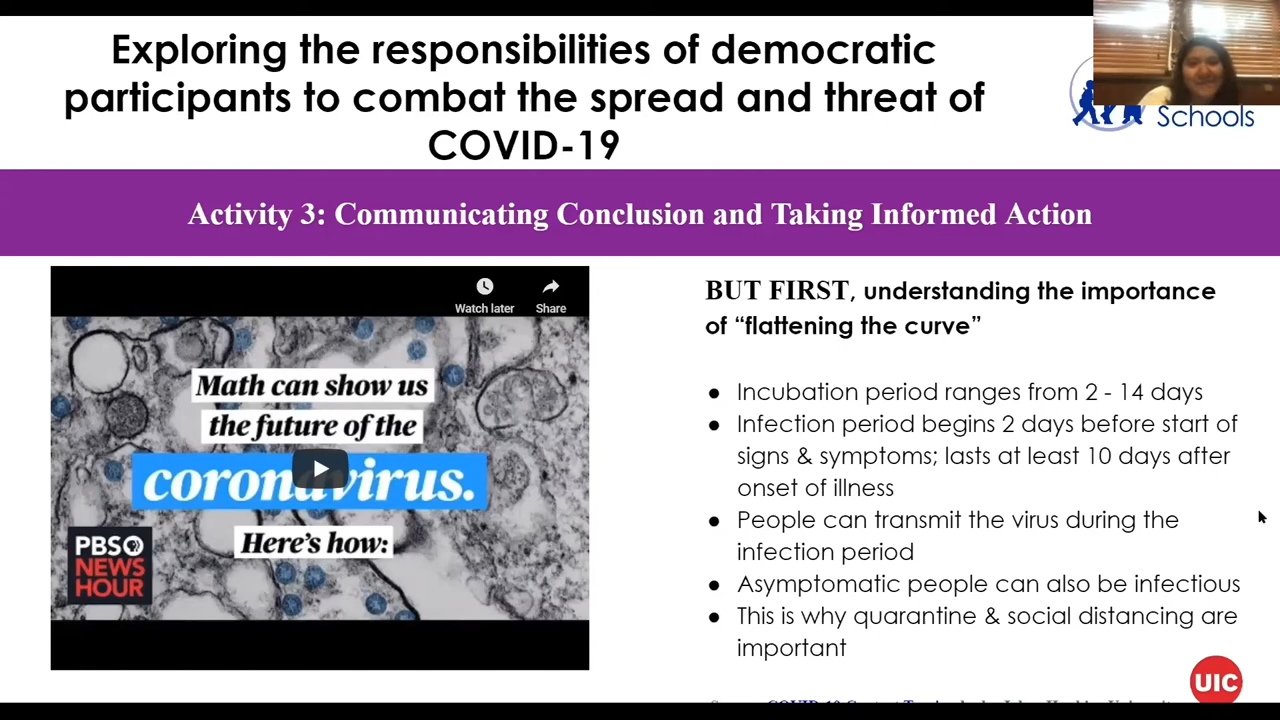 Exploring the responsibilities of democratic
participants to combat the spread and threat of
COVID-19
Schools
Activity 3: Communicating Conclusion and Taking Informed Action
Watch later
Share
Math can show us
the future of the
coronavirus.
Here's how:
PBS
NEWS
HOUR
BUT FIRST, understanding the importance
of “flattening the curve”
● Incubation period ranges from 2 - 14 days
● Infection period begins 2 days before start of
signs & symptoms; lasts at least 10 days after
onset of illness
● People can transmit the virus during the
infection period
● Asymptomatic people can also be infectious
● This is why quarantine & social distancing are
important
UIC